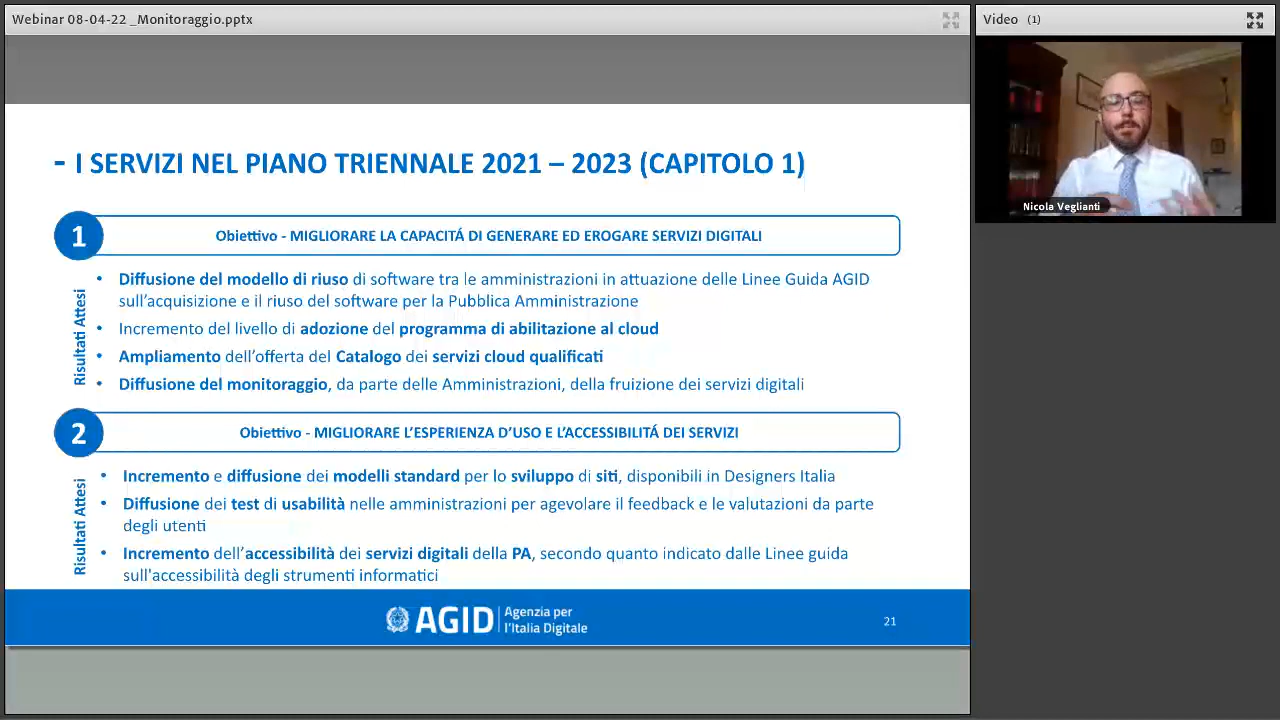 Webinar 08-04-22 _Monitoraggio.pptx
Video (1)
Nicola Veglianti
- I SERVIZI NEL PIANO TRIENNALE 2021 – 2023 (CAPITOLO 1)
1
Obiettivo - MIGLIORARE LA CAPACITÁ DI GENERARE ED EROGARE SERVIZI DIGITALI
Risultati Attesi
• Diffusione del modello di riuso di software tra le amministrazioni in attuazione delle Linee Guida AGID
sull'acquisizione e il riuso del software per la Pubblica Amministrazione
• Incremento del livello di adozione del programma di abilitazione al cloud
• Ampliamento dell'offerta del Catalogo dei servizi cloud qualificati
• Diffusione del monitoraggio, da parte delle Amministrazioni, della fruizione dei servizi digitali
2
Obiettivo - MIGLIORARE L'ESPERIENZA D'USO E L'ACCESSIBILITÁ DEI SERVIZI
Risultati Attesi
• Incremento e diffusione dei modelli standard per lo sviluppo di siti, disponibili in Designers Italia
• Diffusione dei test di usabilità nelle amministrazioni per agevolare il feedback e le valutazioni da parte
degli utenti
• Incremento dell'accessibilità dei servizi digitali della PA, secondo quanto indicato dalle Linee guida
sull'accessibilità degli strumenti informatici
AGID
Agenzia per
l'Italia Digitale
21